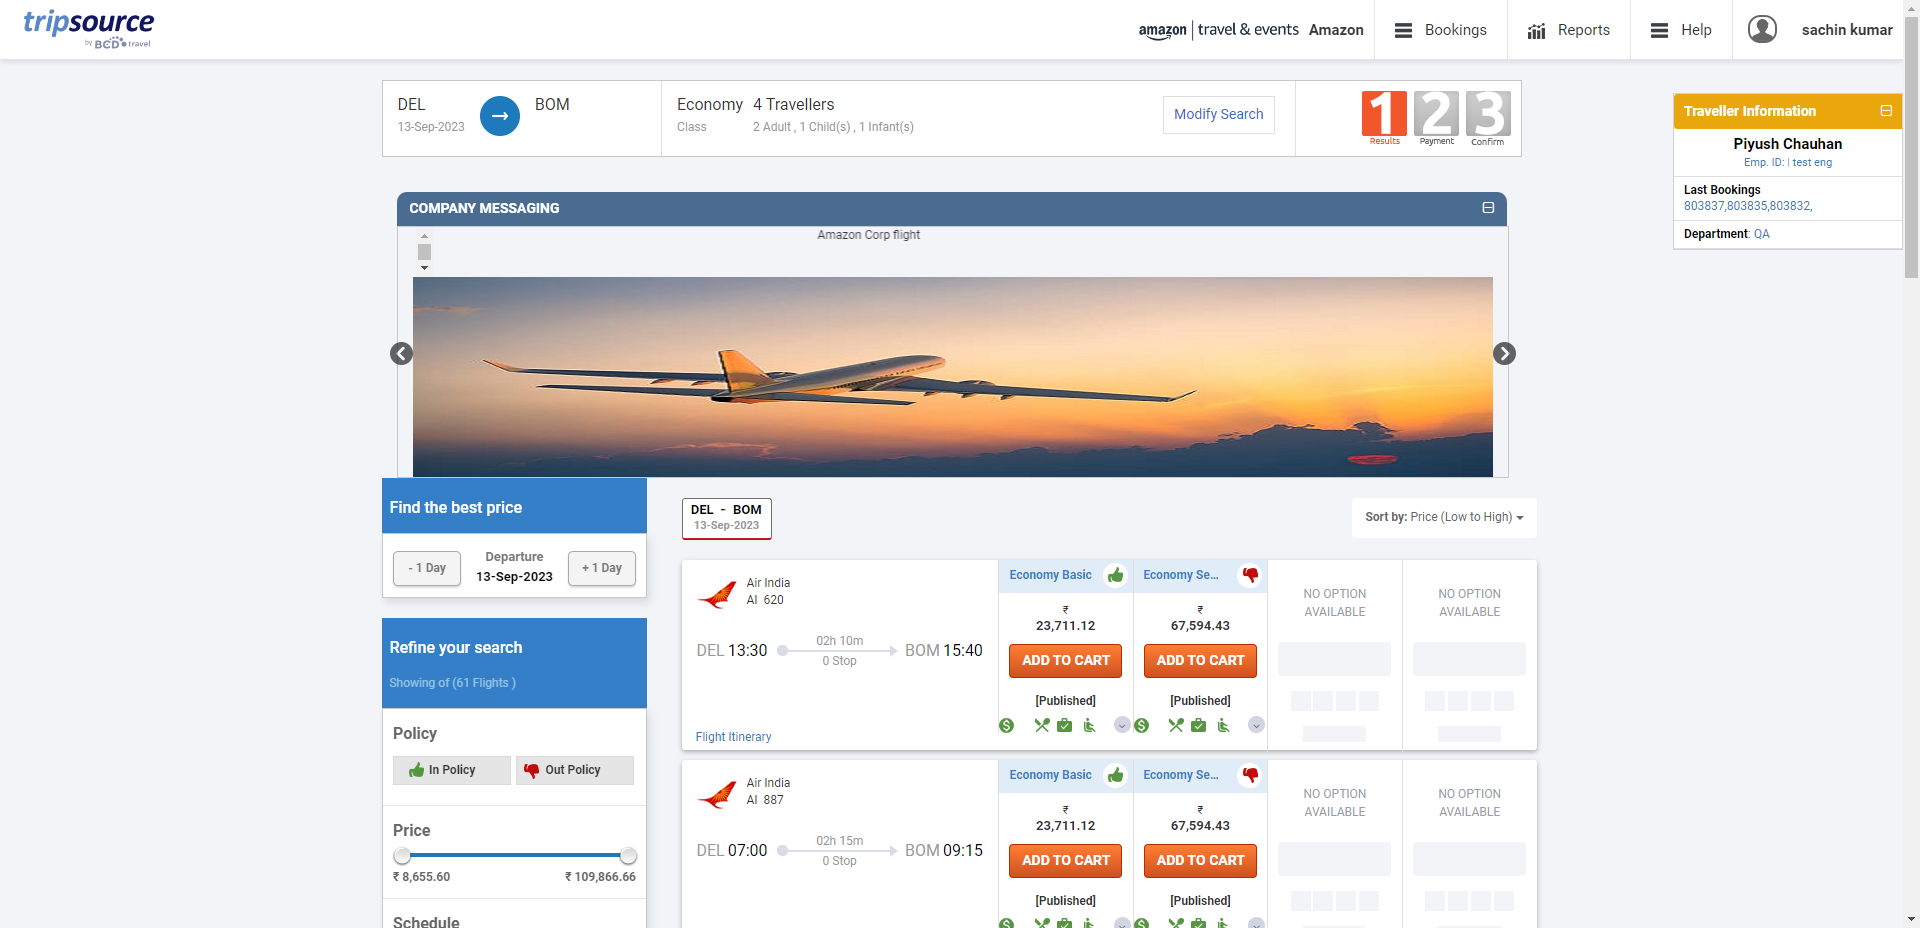 tripsource
by BCD travel
amazon | travel & events Amazon
Bookings
Reports
Help
sachin kumar
DEL
13-Sep-2023
BOM
Economy
Class
4 Travellers
2 Adult , 1 Child(s) , 1 Infant(s)
Modify Search
1 2 3
Results Payment Confirm
Traveller Information
Piyush Chauhan
Emp. ID: | test eng
Last Bookings
803837,803835,803832,
Department: QA
COMPANY MESSAGING
Amazon Corp flight
Find the best price
- 1 Day
Departure
13-Sep-2023
+ 1 Day
Refine your search
Showing of (61 Flights )
Policy
In Policy
Out Policy
Price
₹ 8,655.60
₹ 109,866.66
Schedule
DEL - BOM
13-Sep-2023
Sort by: Price (Low to High)
Air India
AI 620
DEL 13:30
02h 10m
0 Stop
BOM 15:40
Flight Itinerary
Economy Basic
₹
23,711.12
ADD TO CART
[Published]
Economy Se...
₹
67,594.43
ADD TO CART
[Published]
NO OPTION
AVAILABLE
NO OPTION
AVAILABLE
Air India
AI 887
DEL 07:00
02h 15m
0 Stop
BOM 09:15
Economy Basic
₹
23,711.12
ADD TO CART
[Published]
Economy Se...
₹
67,594.43
ADD TO CART
[Published]
NO OPTION
AVAILABLE
NO OPTION
AVAILABLE